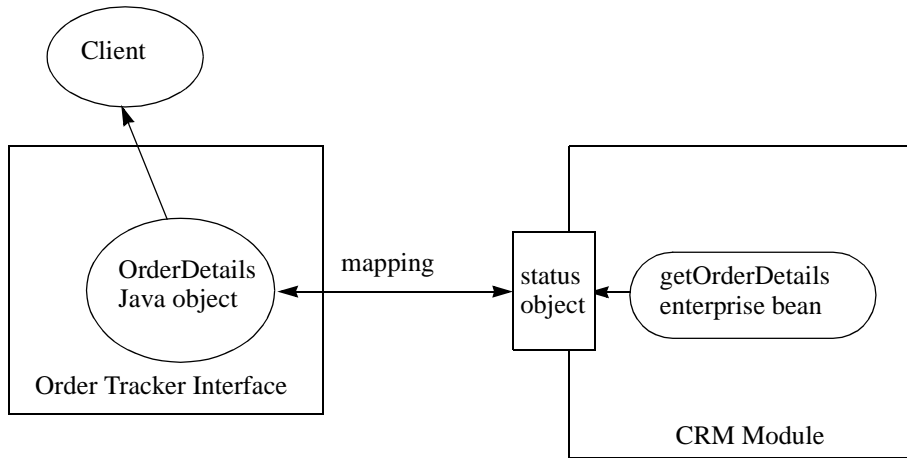 Client
OrderDetails
Java object
Order Tracker Interface
mapping
status
object
getOrderDetails
enterprise bean
CRM Module